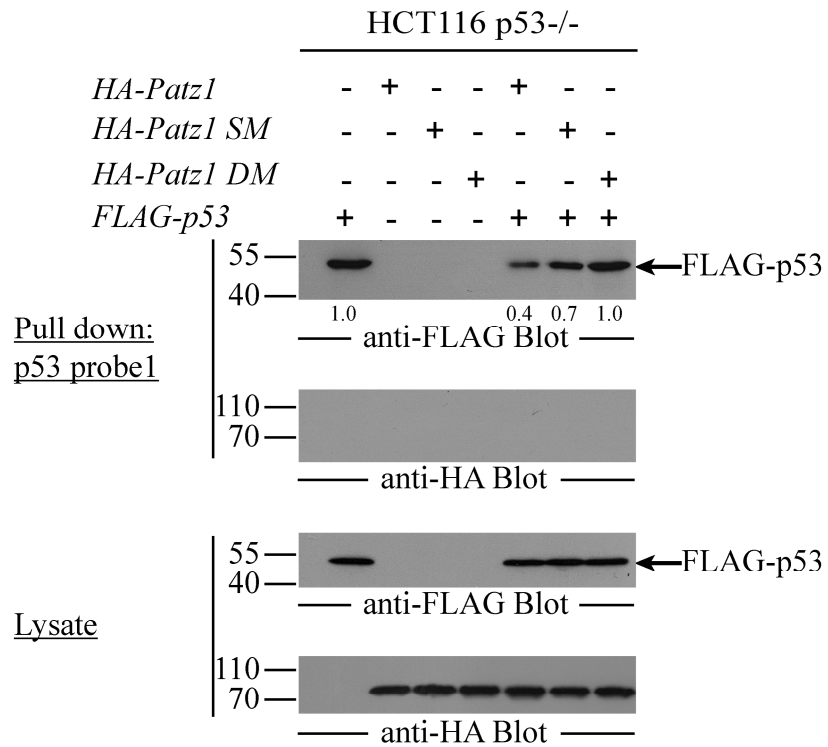 HCT116 p53-/-
HA-Patz1 - + - - + - -
HA-Patz1 SM - - + - - + -
HA-Patz1 DM - - - + - - +
FLAG-p53 + - - - + + +
55
FLAG-p53
40
1.0 0.4 0.7 1.0
anti-FLAG Blot
Pull down:
p53 probe1
110
70
anti-HA Blot
55
FLAG-p53
40
anti-FLAG Blot
Lysate
110
70
anti-HA Blot